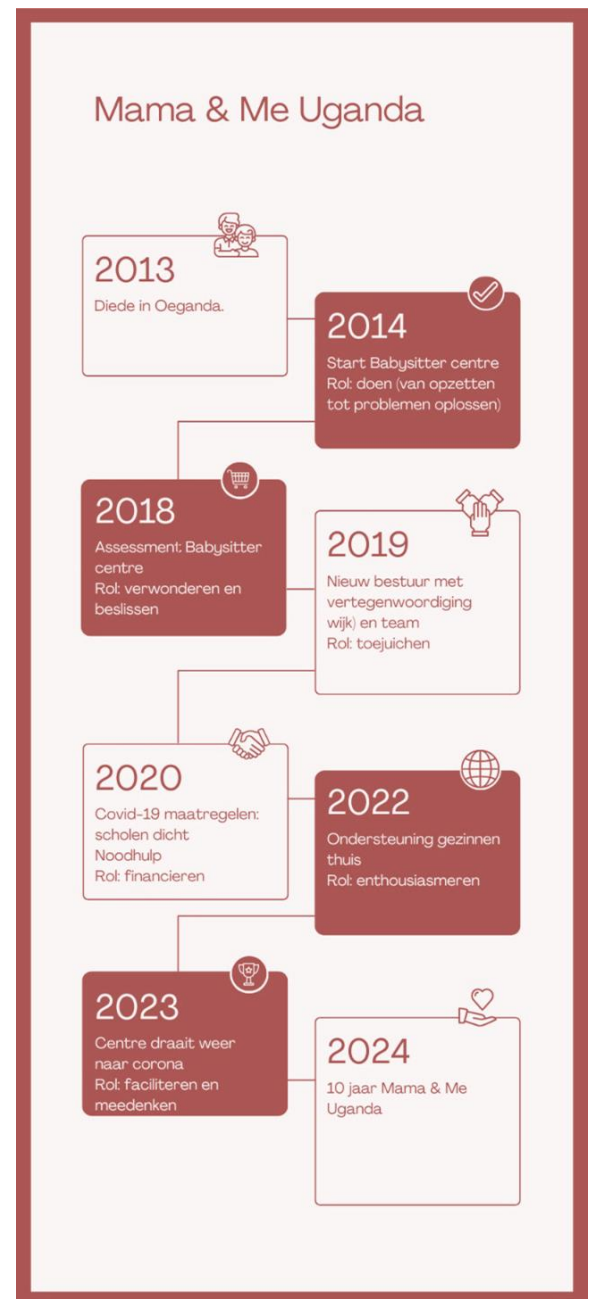 Mama & Me Uganda
2013
Diede in Oeganda.
2014
Start Babysitter centre
Rol: doen (van opzetten
tot problemen oplossen)
2018
Assessment: Babysitter
centre
Rol: verwonderen en
beslissen
2019
Nieuw bestuur met
vertegenwoordiging
wijk) en team
Rol: toejuichen
2020
Covid-19 maatregelen:
scholen dicht
Noodhulp
Rol: financieren
2022
Ondersteuning gezinnen
thuis
Rol: enthousiasmeren
2023
Centre draait weer
naar corona
Rol: faciliteren en
meedenken
2024
10 jaar Mama & Me
Uganda